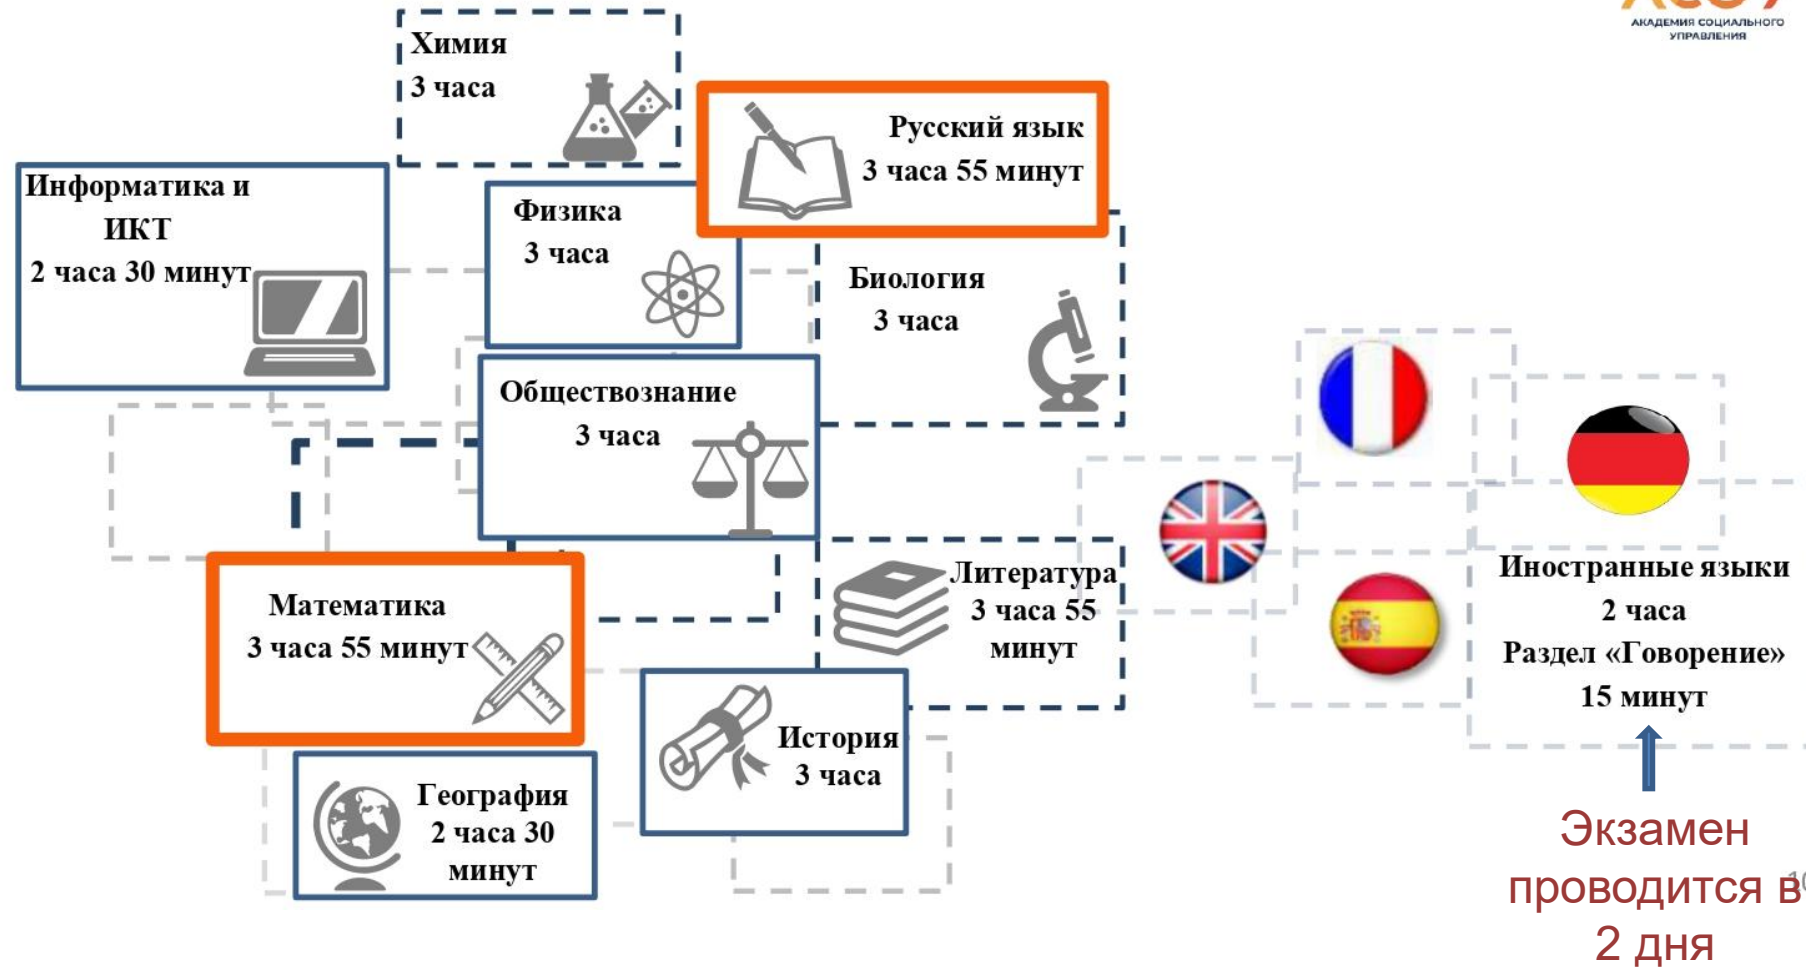 АКАДЕМИЯ СОЦИАЛЬНОГО
УПРАВЛЕНИЯ
Химия
3 часа
Русский язык
3 часа 55 минут
Информатика и
ИКТ
2 часа 30 минут
Физика
3 часа
Биология
3 часа
Обществознание
3 часа
Литература
3 часа 55
минут
Математика
3 часа 55 минут
История
3 часа
География
2 часа 30
минут
Иностранные языки
2 часа
Раздел «Говорение»
15 минут
Экзамен
проводится в
2 дня